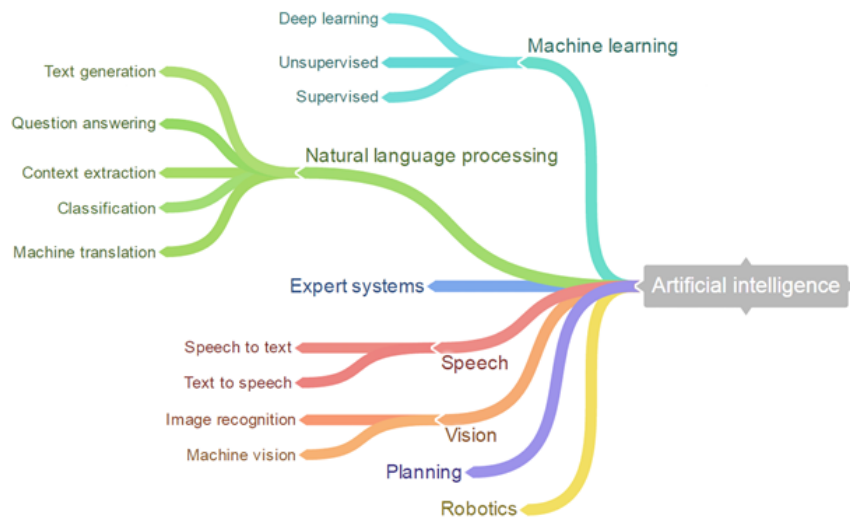 Deep learning
Machine learning
Unsupervised
Supervised
Text generation
Question answering
Natural language processing
Context extraction
Classification
Machine translation
Expert systems
Artificial intelligence
Speech to text
Speech
Text to speech
Image recognition
Vision
Machine vision
Planning
Robotics